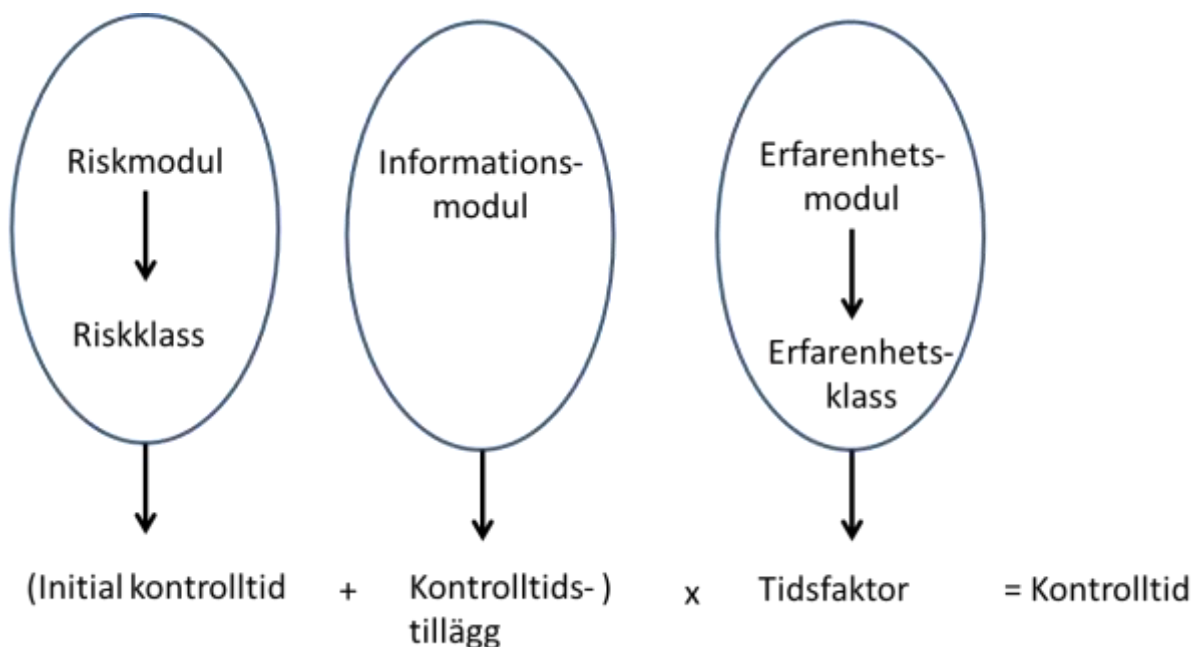 Riskmodul
Riskklass
Informations-
modul
Erfarenhets-
modul
Erfarenhets-
klass
(Initial kontrolltid + Kontrolltids- ) x Tidsfaktor = Kontrolltid
tillägg